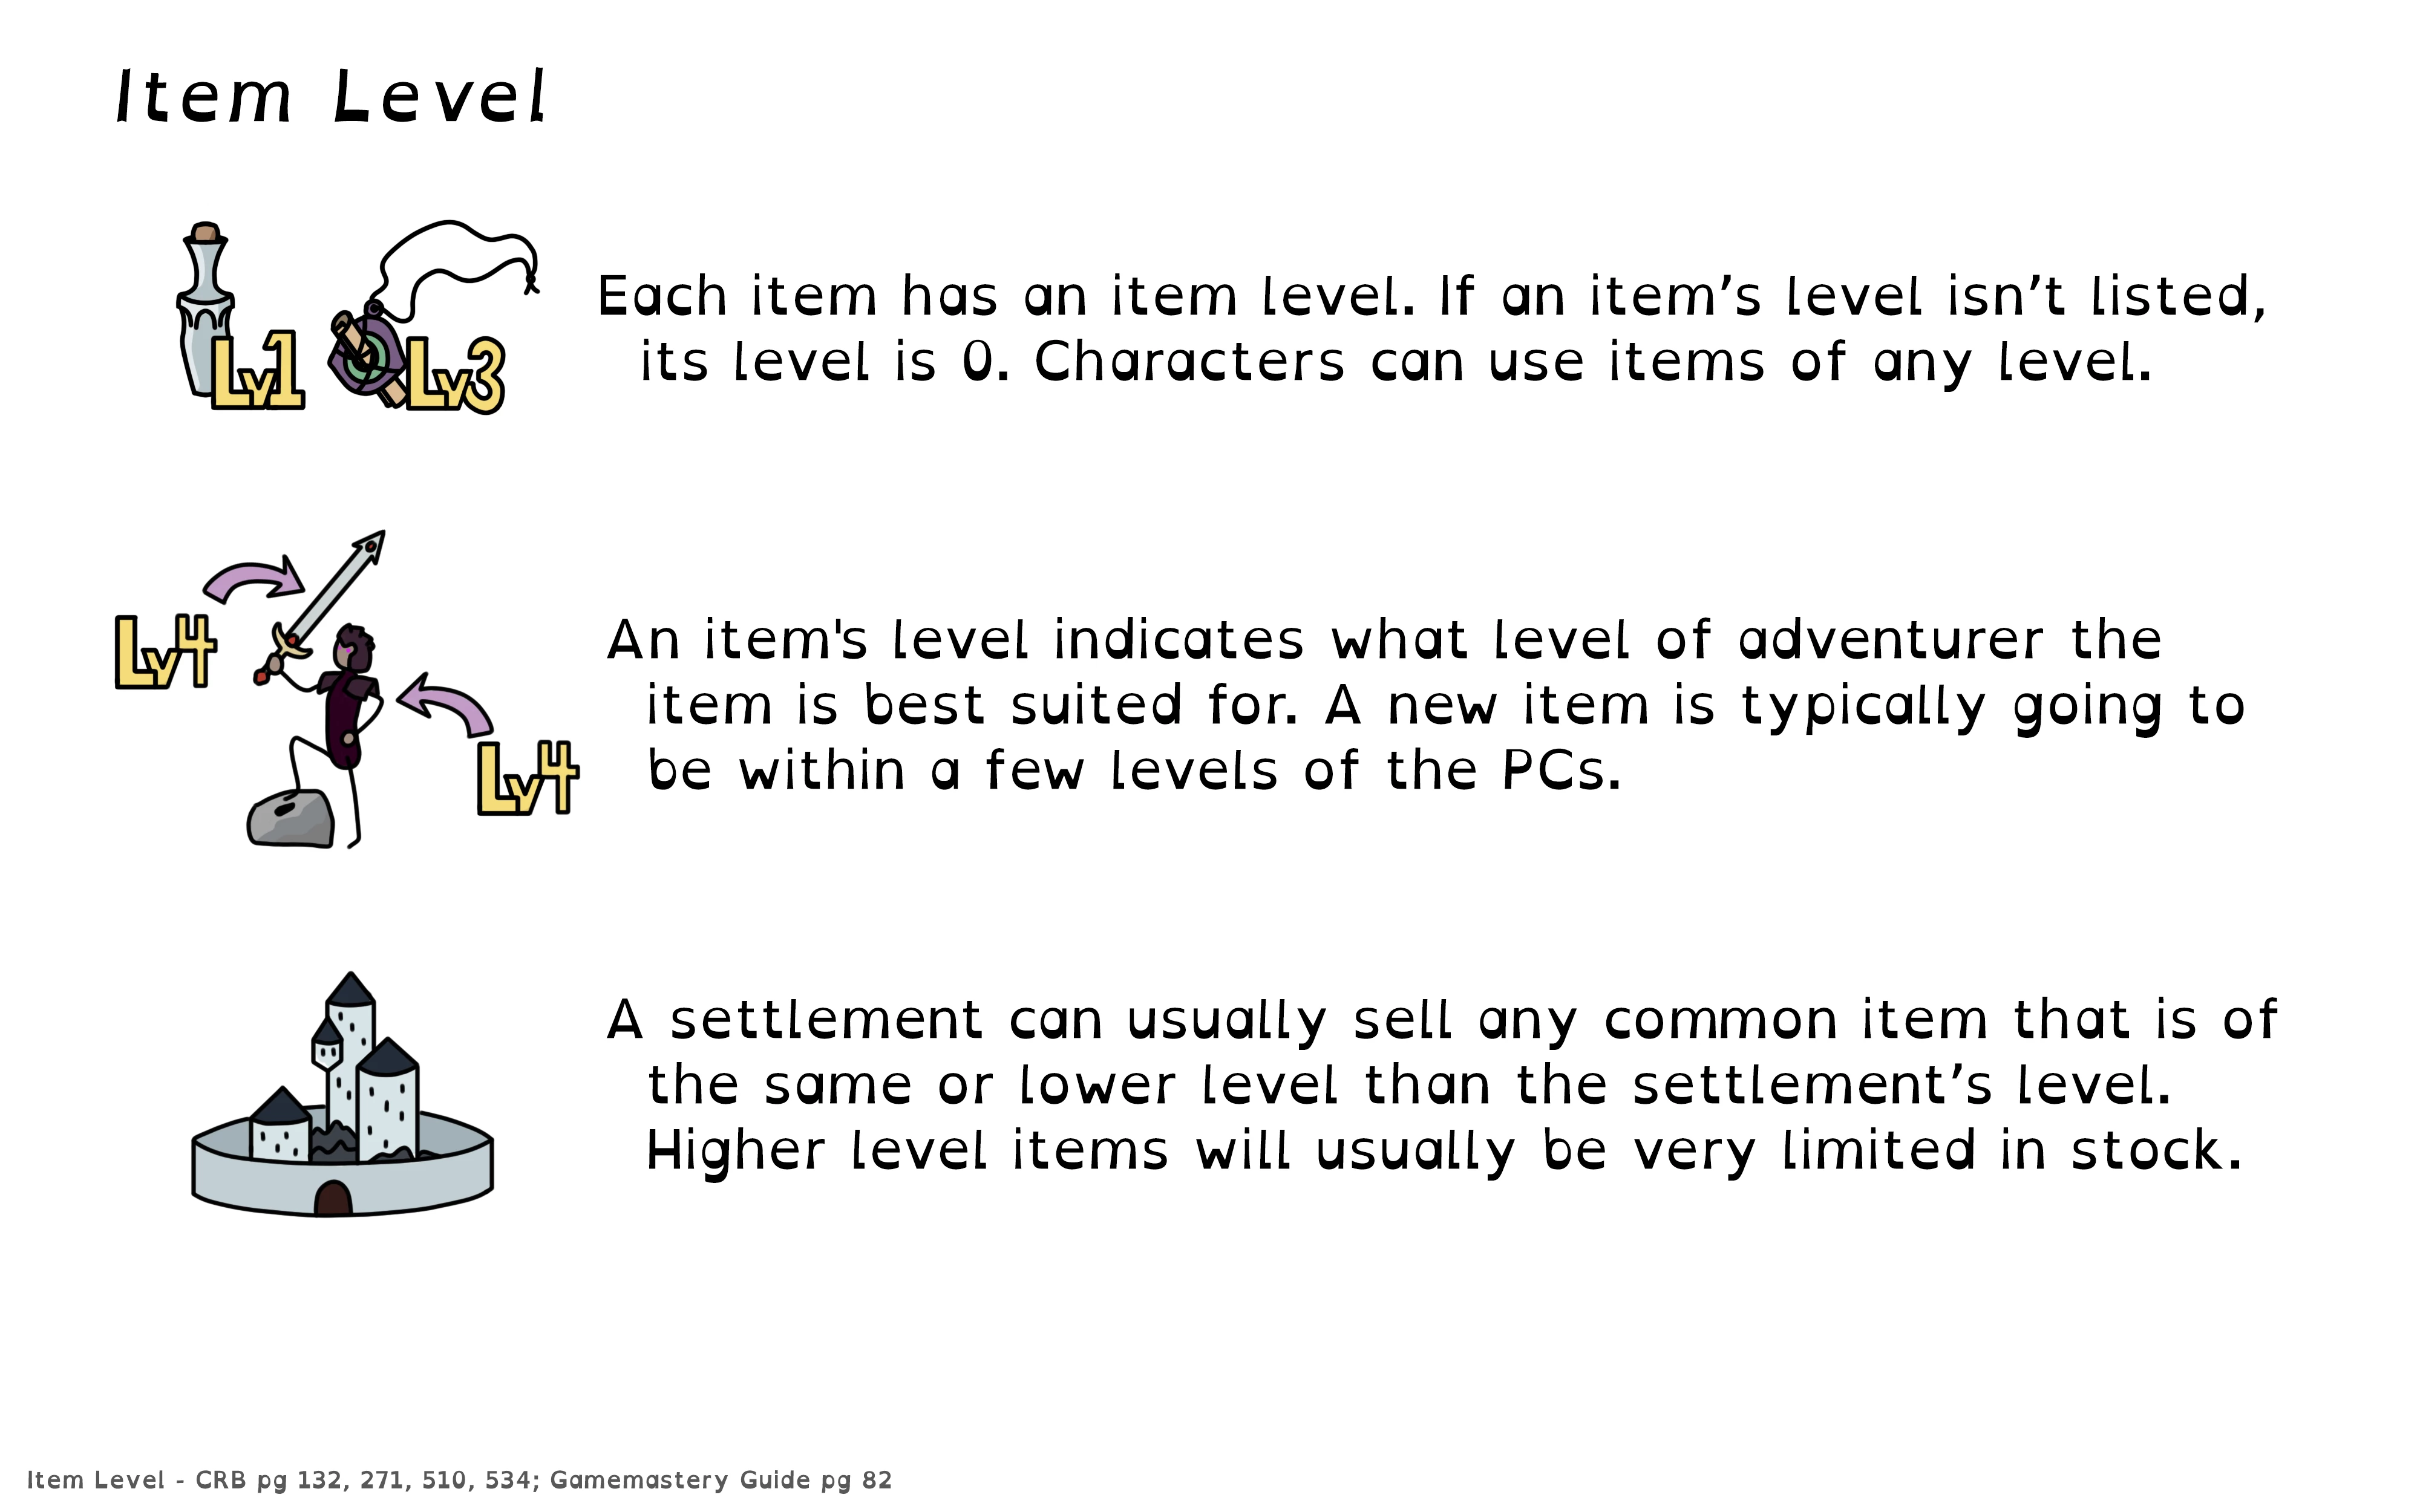 Item Level
Lv1
Lv3
Each item has an item level. If an item’s level isn’t listed,
its level is 0. Characters can use items of any level.
Lv4
Lv4
An item's level indicates what level of adventurer the
item is best suited for. A new item is typically going to
be within a few levels of the PCs.
A settlement can usually sell any common item that is of
the same or lower level than the settlement’s level.
Higher level items will usually be very limited in stock.
Item Level - CRB pg 132, 271, 510, 534; Gamemastery Guide pg 82